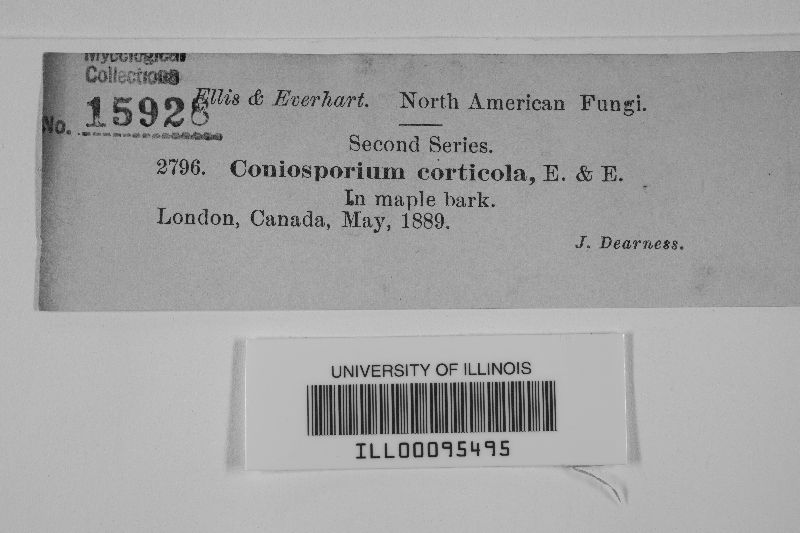 Mycological
Collections
No. 15928
Ellis & Everhart. North American Fungi.
Second Series.
2796. Coniosporium corticola, E. & E.
In maple bark.
London, Canada, May, 1889.
J. Dearness.
UNIVERSITY OF ILLINOIS
ILL00095495